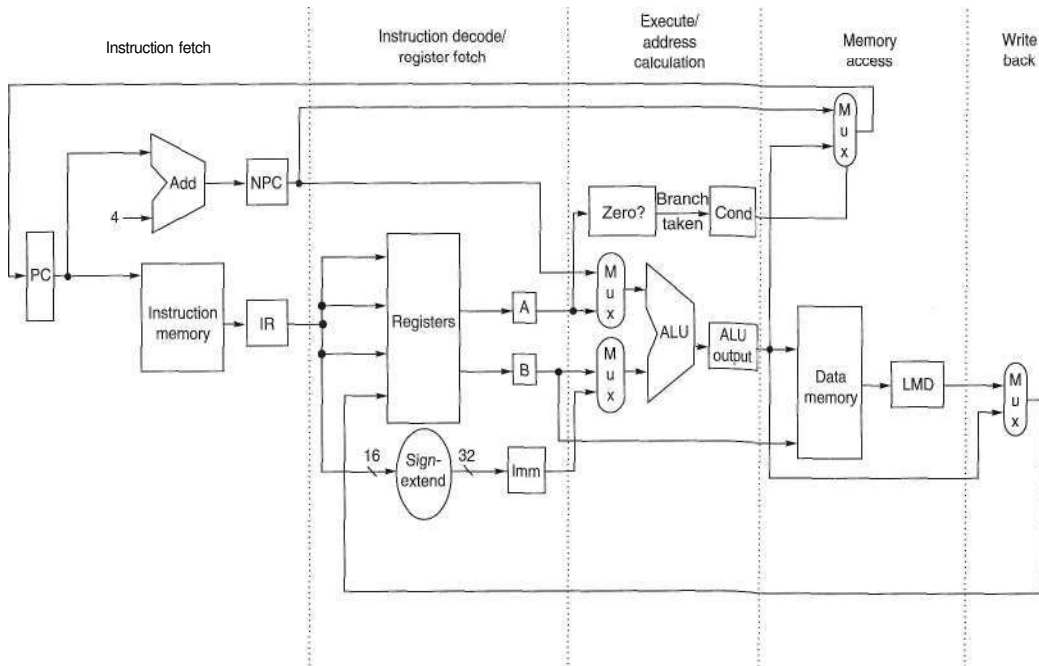 Instruction fetch
Instruction decode/
register fetch
Execute/
address
calculation
Memory
access
Write
back
M
u
x
Add
NPC
4
Zero?
Branch
taken
Cond
PC
Instruction
memory
IR
Registers
A
B
M
u
x
M
u
x
ALU
ALU
output
Data
memory
LMD
M
u
x
16
Sign-
extend
32
Imm